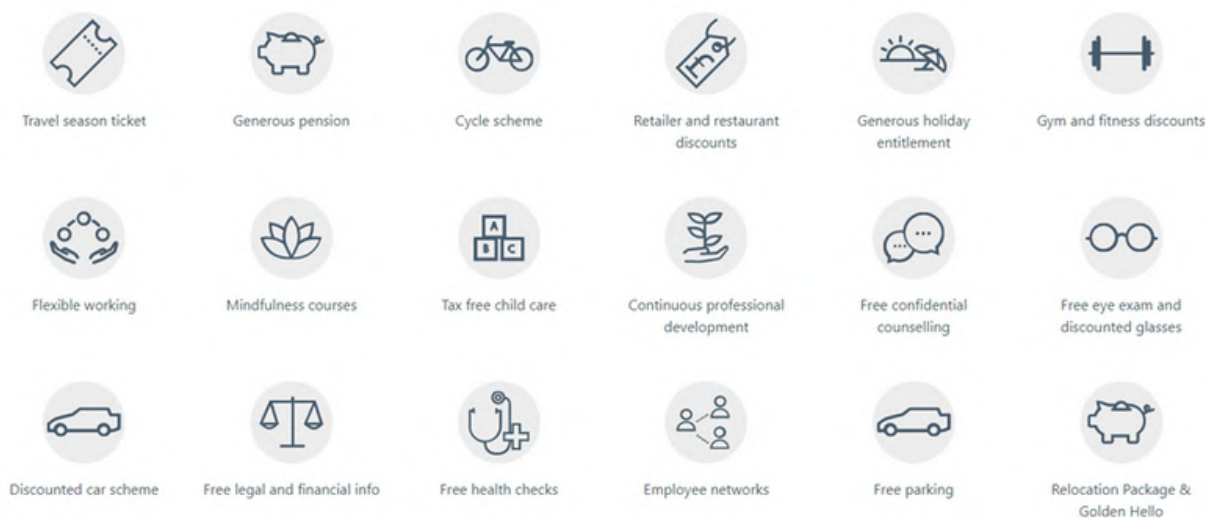 Travel season ticket
Generous pension
Cycle scheme
Retailer and restaurant
discounts
Generous holiday
entitlement
Gym and fitness discounts
Flexible working
Mindfulness courses
A
B C
Tax free child care
Continuous professional
development
Free confidential
counselling
Free eye exam and
discounted glasses
Discounted car scheme
Free legal and financial info
Free health checks
Employee networks
Free parking
Relocation Package &
Golden Hello